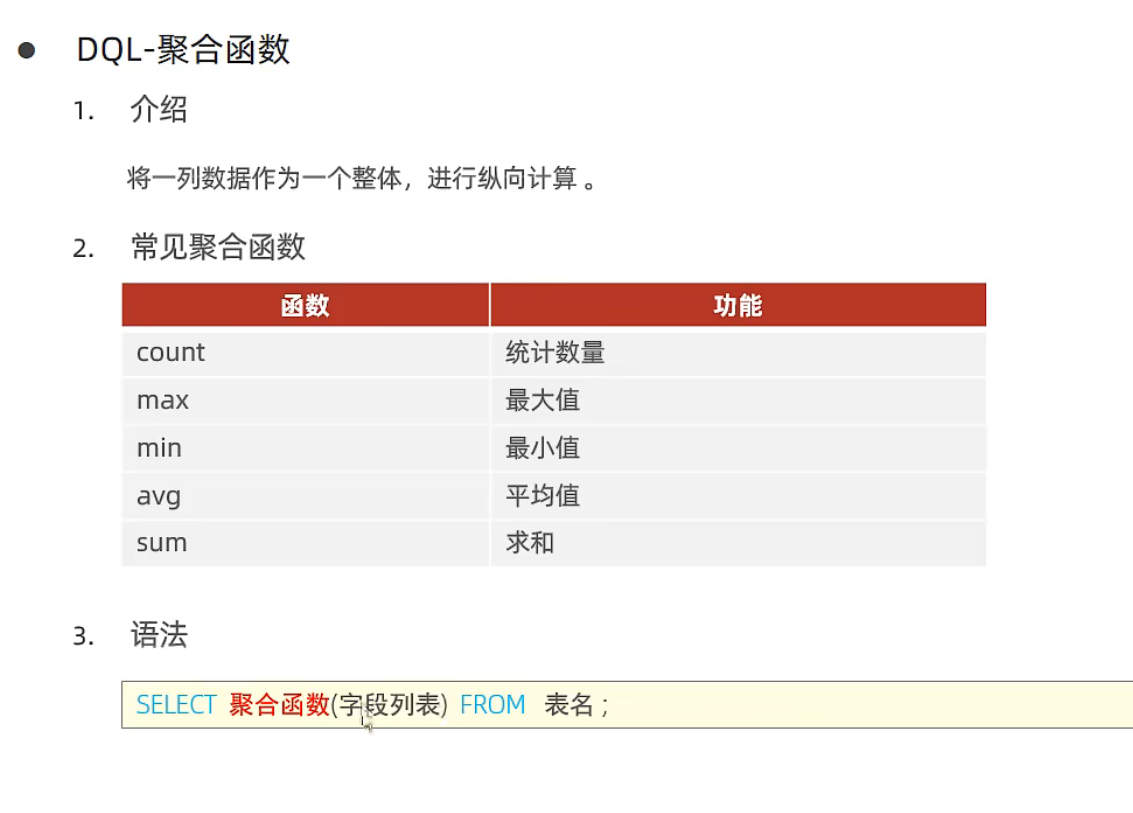 DQL-聚合函数
1. 介绍
将一列数据作为一个整体，进行纵向计算 。
2. 常见聚合函数
函数 功能
count 统计数量
max 最大值
min 最小值
avg 平均值
sum 求和
3. 语法
SELECT 聚合函数(字段列表) FROM 表名 ;